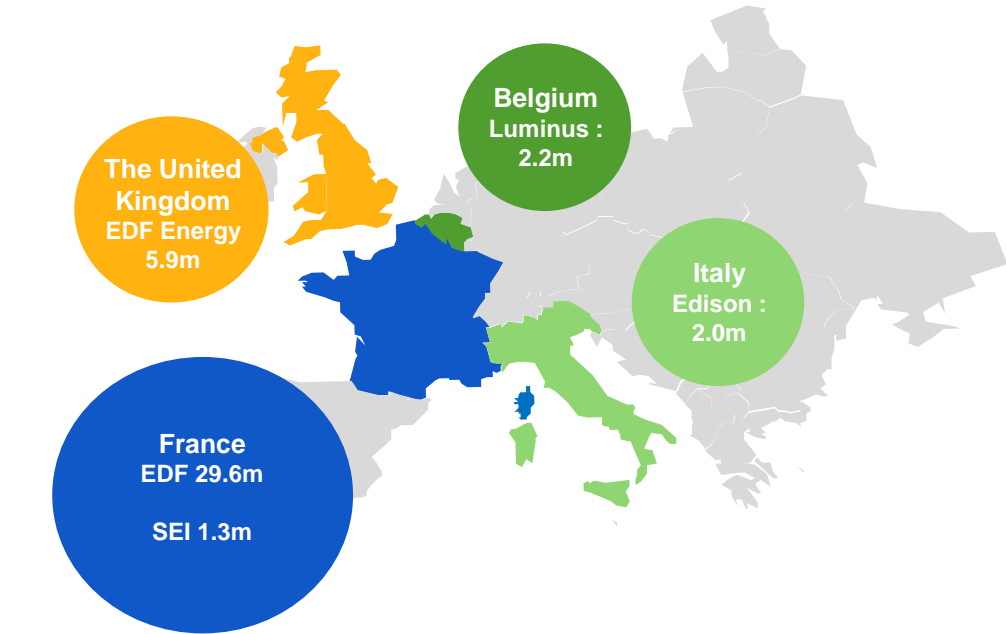 Belgium
Luminus :
2.2m
The United
Kingdom
EDF Energy
5.9m
Italy
Edison :
2.0m
France
EDF 29.6m
SEI 1.3m